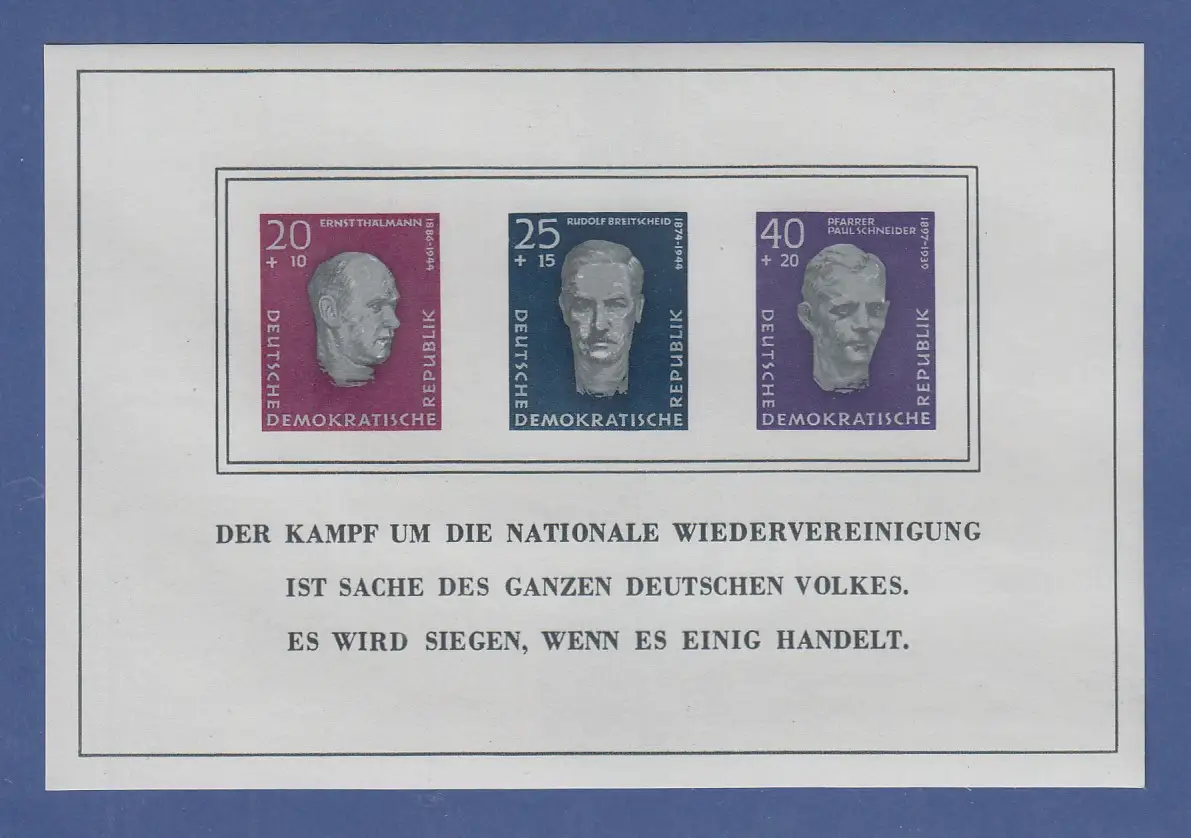 20
+ 10
ERNST THÄLMANN
1886-1944
DEUTSCHE
DEMOKRATISCHE
REPUBLIK
25
+ 15
RUDOLF BREITSCHEID
1874-1944
DEUTSCHE
DEMOKRATISCHE
REPUBLIK
40
+ 20
PFARRER
PAUL SCHNEIDER
1897-1939
DEUTSCHE
DEMOKRATISCHE
REPUBLIK
DER KAMPF UM DIE NATIONALE WIEDERVEREINIGUNG
IST SACHE DES GANZEN DEUTSCHEN VOLKES.
ES WIRD SIEGEN, WENN ES EINIG HANDELT.